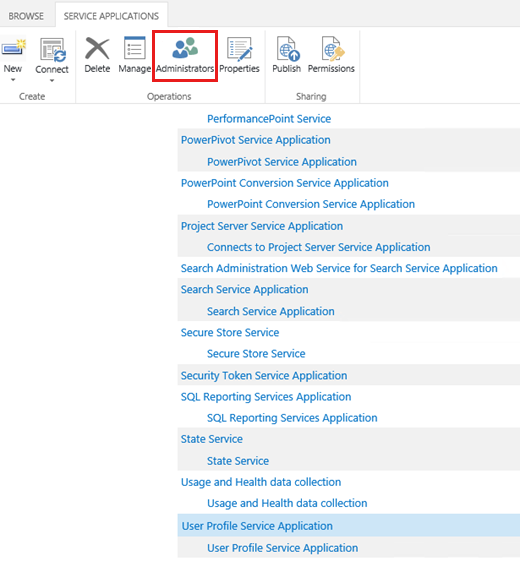 BROWSE SERVICE APPLICATIONS
New Connect Delete Manage Administrators Properties Publish Permissions
Create Operations Sharing
PerformancePoint Service
PowerPivot Service Application
PowerPivot Service Application
PowerPoint Conversion Service Application
PowerPoint Conversion Service Application
Project Server Service Application
Connects to Project Server Service Application
Search Administration Web Service for Search Service Application
Search Service Application
Search Service Application
Secure Store Service
Secure Store Service
Security Token Service Application
SQL Reporting Services Application
SQL Reporting Services Application
State Service
State Service
Usage and Health data collection
Usage and Health data collection
User Profile Service Application
User Profile Service Application